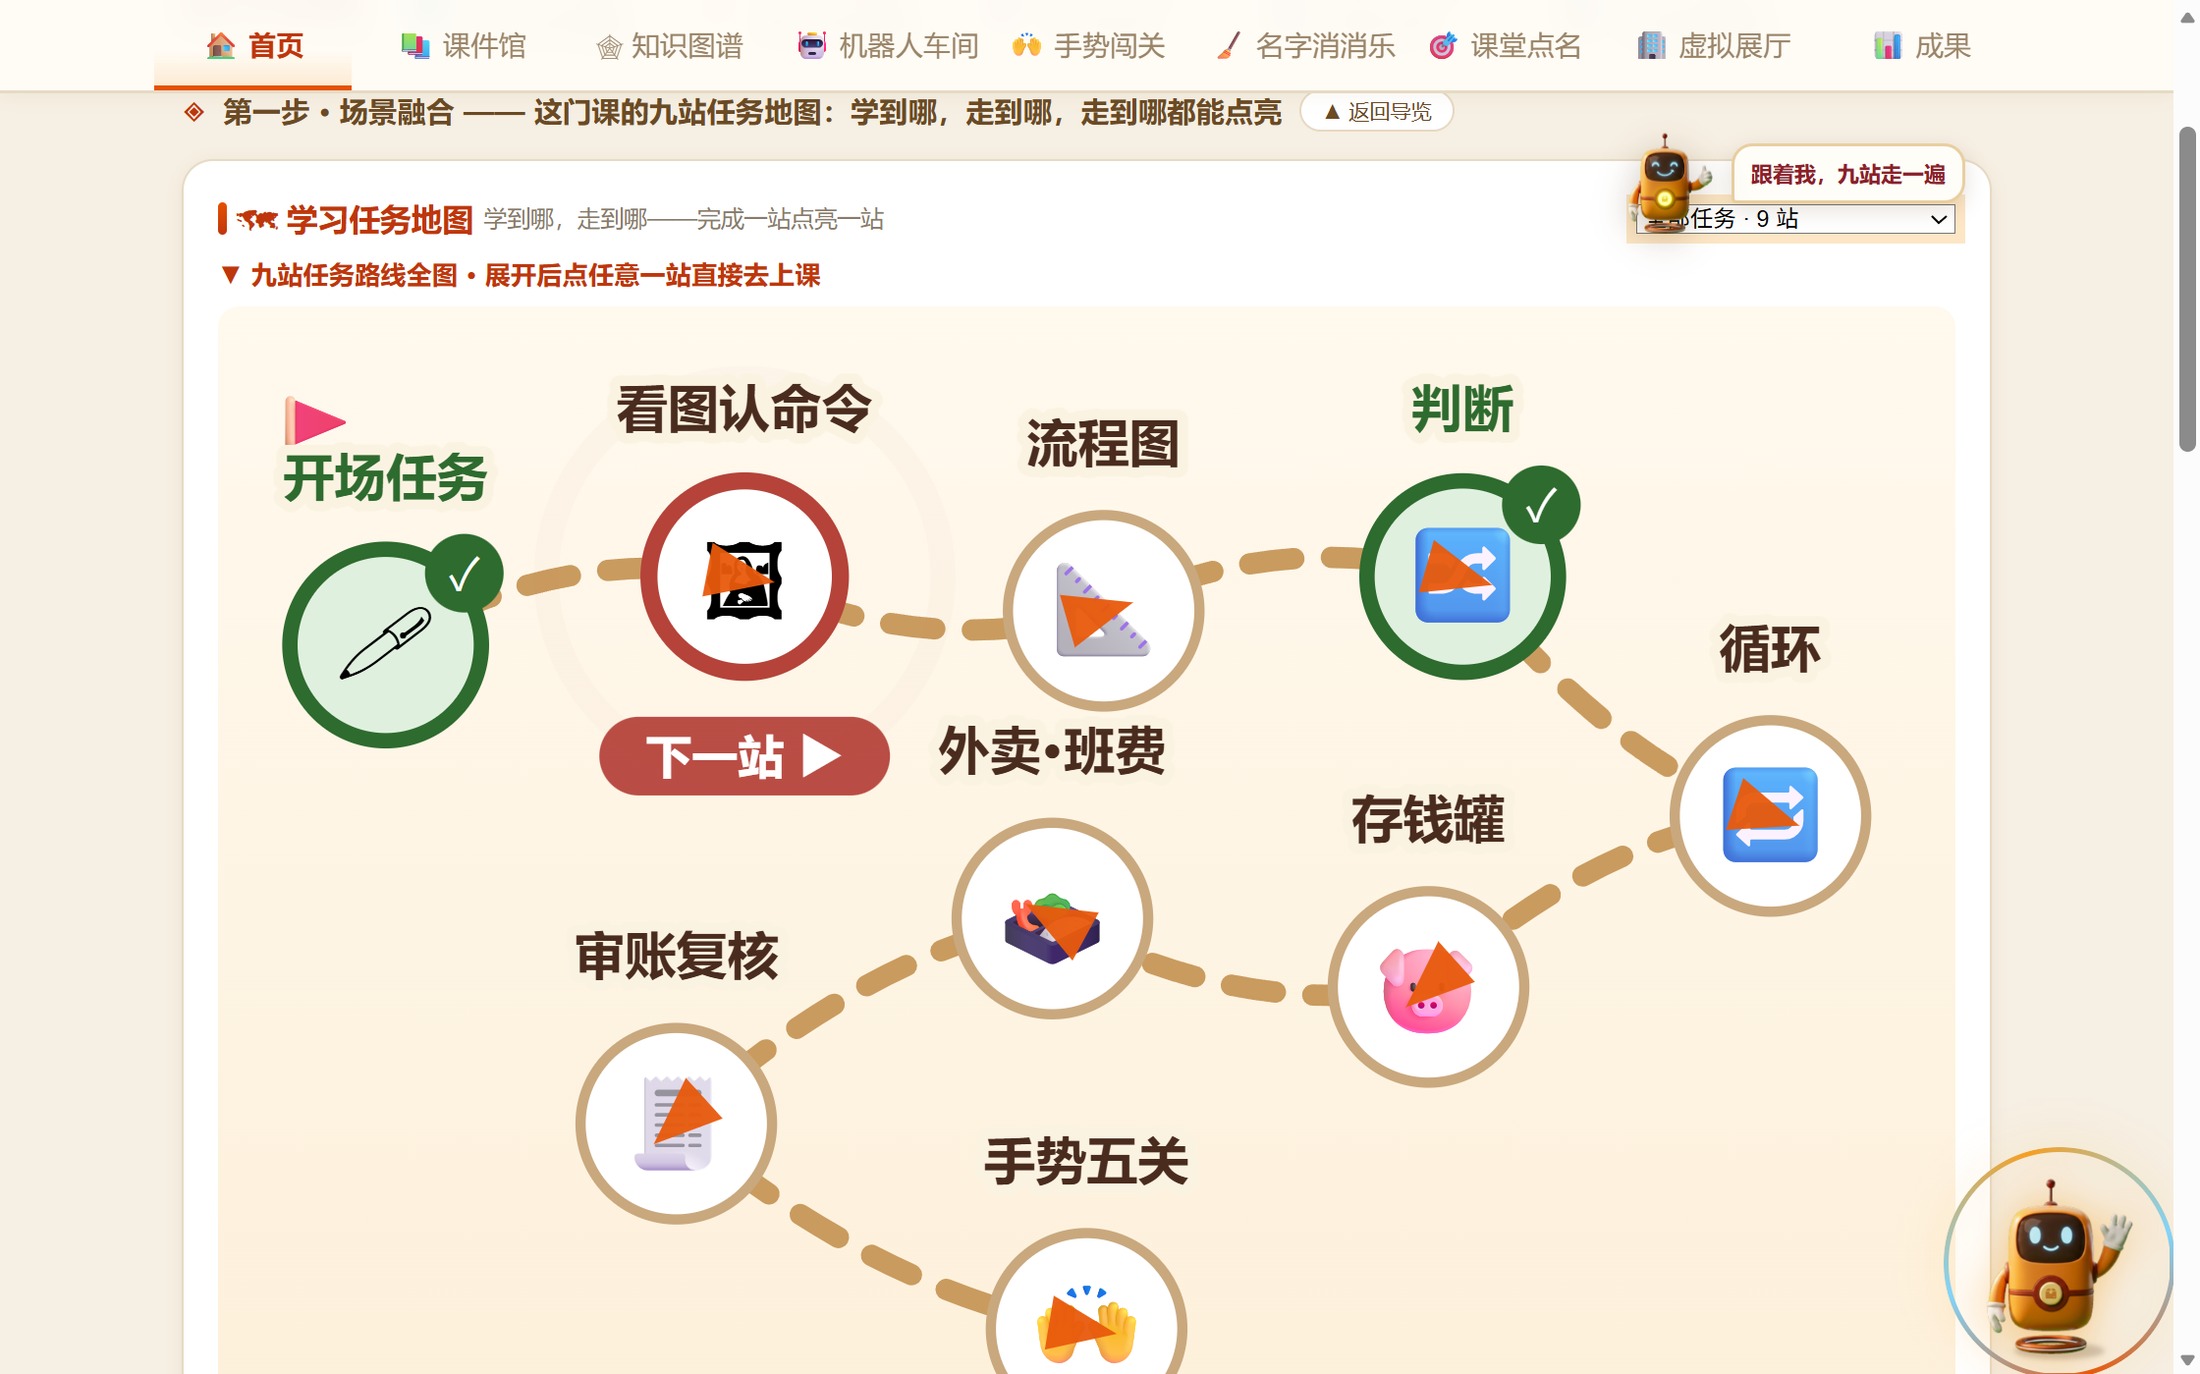 首页 课件馆 知识图谱 机器人车间 手势闯关 名字消消乐 课堂点名 虚拟展厅 成果
第一步 • 场景融合 —— 这门课的九站任务地图：学到哪，走到哪，走到哪都能点亮 ▲ 返回导览
跟着我，九站走一遍
学习任务地图 学到哪，走到哪——完成一站点亮一站
任务 · 9 站
▼ 九站任务路线全图 • 展开后点任意一站直接去上课
开场任务
看图认命令
流程图
判断
循环
下一站 ▶
外卖•班费
存钱罐
审账复核
手势五关